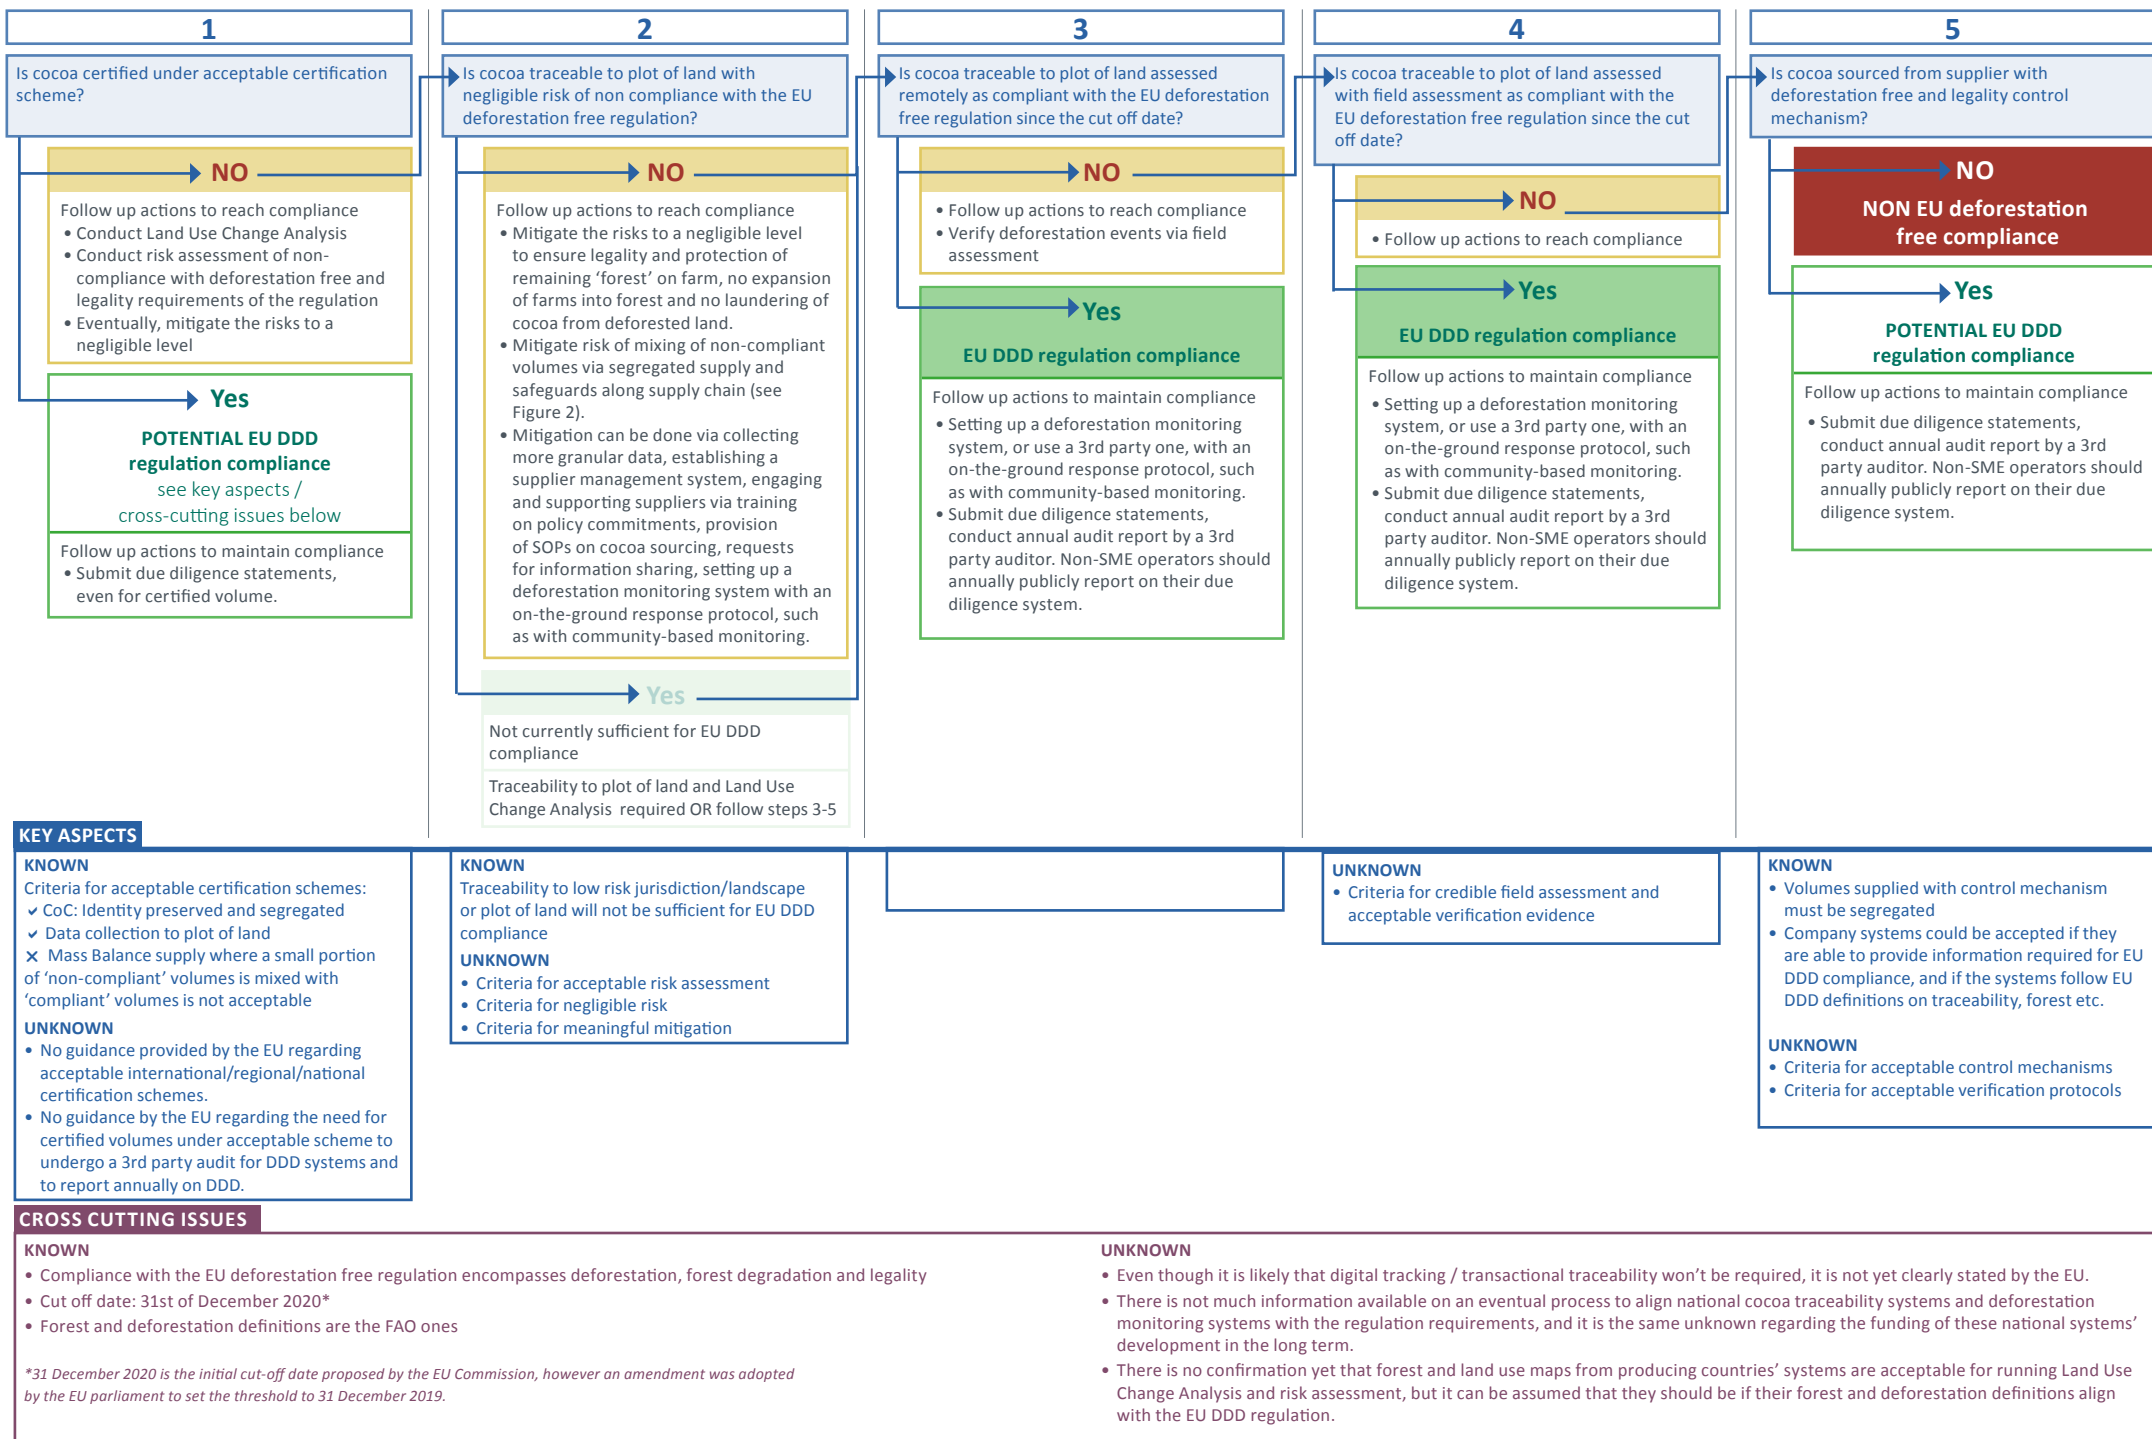 1
Is cocoa certified under acceptable certification
scheme?
NO
Follow up actions to reach compliance
• Conduct Land Use Change Analysis
• Conduct risk assessment of non-
compliance with deforestation free and
legality requirements of the regulation
• Eventually, mitigate the risks to a
negligible level
Yes
POTENTIAL EU DDD
regulation compliance
see key aspects /
cross-cutting issues below
Follow up actions to maintain compliance
• Submit due diligence statements,
even for certified volume.
2
Is cocoa traceable to plot of land with
negligible risk of non compliance with the EU
deforestation free regulation?
NO
Follow up actions to reach compliance
• Mitigate the risks to a negligible level
to ensure legality and protection of
remaining ‘forest’ on farm, no expansion
of farms into forest and no laundering of
cocoa from deforested land.
• Mitigate risk of mixing of non-compliant
volumes via segregated supply and
safeguards along supply chain (see
Figure 2).
• Mitigation can be done via collecting
more granular data, establishing a
supplier management system, engaging
and supporting suppliers via training
on policy commitments, provision
of SOPs on cocoa sourcing, requests
for information sharing, setting up a
deforestation monitoring system with an
on-the-ground response protocol, such
as with community-based monitoring.
Yes
Not currently sufficient for EU DDD
compliance
Traceability to plot of land and Land Use
Change Analysis required OR follow steps 3-5
3
Is cocoa traceable to plot of land assessed
remotely as compliant with the EU deforestation
free regulation since the cut off date?
NO
• Follow up actions to reach compliance
• Verify deforestation events via field
assessment
Yes
EU DDD regulation compliance
Follow up actions to maintain compliance
• Setting up a deforestation monitoring
system, or use a 3rd party one, with an
on-the-ground response protocol, such
as with community-based monitoring.
• Submit due diligence statements,
conduct annual audit report by a 3rd
party auditor. Non-SME operators should
annually publicly report on their due
diligence system.
4
Is cocoa traceable to plot of land assessed
with field assessment as compliant with the
EU deforestation free regulation since the cut
off date?
NO
• Follow up actions to reach compliance
Yes
EU DDD regulation compliance
Follow up actions to maintain compliance
• Setting up a deforestation monitoring
system, or use a 3rd party one, with an
on-the-ground response protocol, such
as with community-based monitoring.
• Submit due diligence statements,
conduct annual audit report by a 3rd
party auditor. Non-SME operators should
annually publicly report on their due
diligence system.
5
Is cocoa sourced from supplier with
deforestation free and legality control
mechanism?
NO
NON EU deforestation
free compliance
Yes
POTENTIAL EU DDD
regulation compliance
Follow up actions to maintain compliance
• Submit due diligence statements,
conduct annual audit report by a 3rd
party auditor. Non-SME operators should
annually publicly report on their due
diligence system.
KEY ASPECTS
KNOWN
Criteria for acceptable certification schemes:
✓ CoC: Identity preserved and segregated
✓ Data collection to plot of land
✕ Mass Balance supply where a small portion
of ‘non-compliant’ volumes is mixed with
‘compliant’ volumes is not acceptable
UNKNOWN
• No guidance provided by the EU regarding
acceptable international/regional/national
certification schemes.
• No guidance by the EU regarding the need for
certified volumes under acceptable scheme to
undergo a 3rd party audit for DDD systems and
to report annually on DDD.
KNOWN
Traceability to low risk jurisdiction/landscape
or plot of land will not be sufficient for EU DDD
compliance
UNKNOWN
• Criteria for acceptable risk assessment
• Criteria for negligible risk
• Criteria for meaningful mitigation
UNKNOWN
• Criteria for credible field assessment and
acceptable verification evidence
KNOWN
• Volumes supplied with control mechanism
must be segregated
• Company systems could be accepted if they
are able to provide information required for EU
DDD compliance, and if the systems follow EU
DDD definitions on traceability, forest etc.
UNKNOWN
• Criteria for acceptable control mechanisms
• Criteria for acceptable verification protocols
CROSS CUTTING ISSUES
KNOWN
• Compliance with the EU deforestation free regulation encompasses deforestation, forest degradation and legality
• Cut off date: 31st of December 2020*
• Forest and deforestation definitions are the FAO ones
*31 December 2020 is the initial cut-off date proposed by the EU Commission, however an amendment was adopted
by the EU parliament to set the threshold to 31 December 2019.
UNKNOWN
• Even though it is likely that digital tracking / transactional traceability won’t be required, it is not yet clearly stated by the EU.
• There is not much information available on an eventual process to align national cocoa traceability systems and deforestation
monitoring systems with the regulation requirements, and it is the same unknown regarding the funding of these national systems’
development in the long term.
• There is no confirmation yet that forest and land use maps from producing countries’ systems are acceptable for running Land Use
Change Analysis and risk assessment, but it can be assumed that they should be if their forest and deforestation definitions align
with the EU DDD regulation.